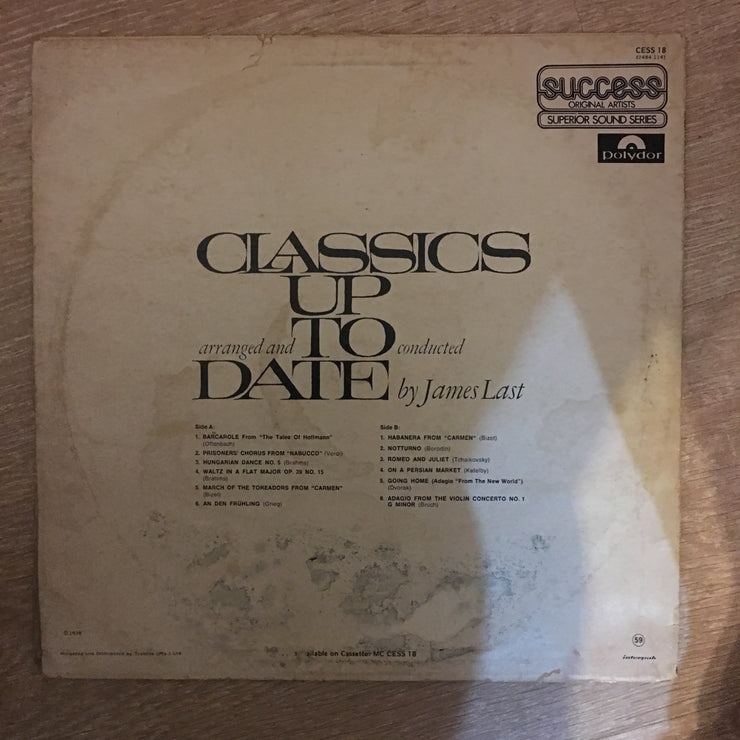 CESS 18
success
ORIGINAL ARTISTS
SUPERIOR SOUND SERIES
polydor
CLASSICS
UP
arranged and TO conducted
DATE by James Last
Side A:
1. BARCAROLE From "The Tales Of Hoffmann"
(Offenbach)
2. PRISONERS' CHORUS From "NABUCCO" (Verdi)
3. HUNGARIAN DANCE NO. 5 (Brahms)
4. WALTZ IN A FLAT MAJOR OP. 39 NO. 15
(Brahms)
5. MARCH OF THE TOREADORS FROM "CARMEN"
(Bizet)
6. AN DEN FRÜHLING (Grieg)
Side B:
1. HABANERA FROM "CARMEN" (Bizet)
2. NOTTURNO (Borodin)
3. ROMEO AND JULIET (Tchaikovsky)
4. ON A PERSIAN MARKET (Ketelby)
5. GOING HOME (Adagio "From The New World")
(Dvorak)
6. ADAGIO FROM THE VIOLIN CONCERTO NO. 1
G MINOR (Bruch)
59
interpak
Distributed by
on Cassette: MC CESS 18